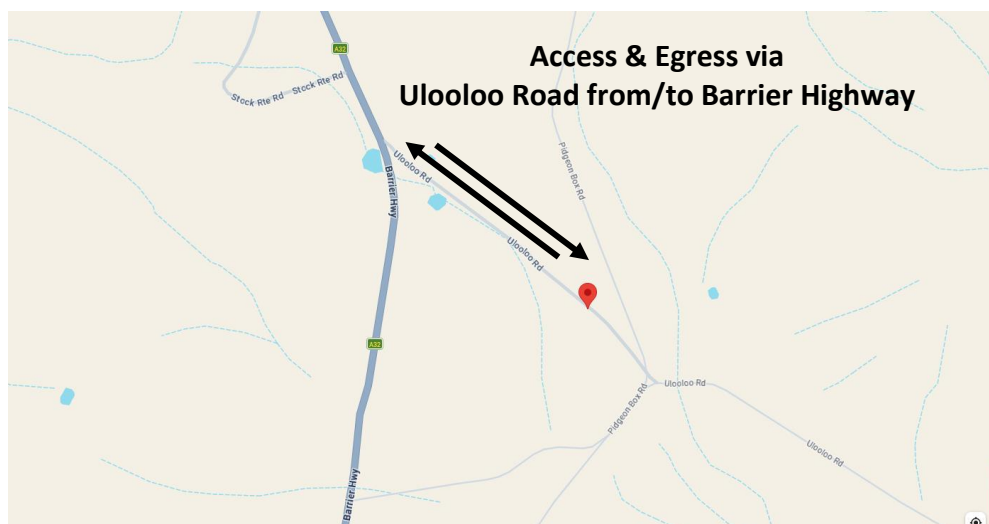 Access & Egress via
Ulooloo Road from/to Barrier Highway
A32
Stock Rte Rd
Stock Rte Rd
Ulooloo Rd
Barrier Hwy
Pidgeon Box Rd
Ulooloo Rd
A32
Ulooloo Rd
Pidgeon Box Rd
Ulooloo Rd
Barrier Hwy